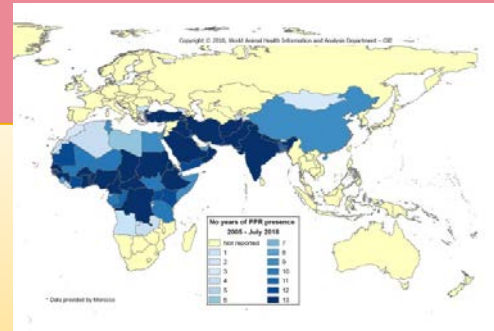 Copyright © 2018, World Animal Health Information and Analysis Department – OIE
No years of PPR presence
2005 - July 2018
Not reported
1
2
3
4
5
6
7
8
9
10
11
12
13
* Data provided by Morocco